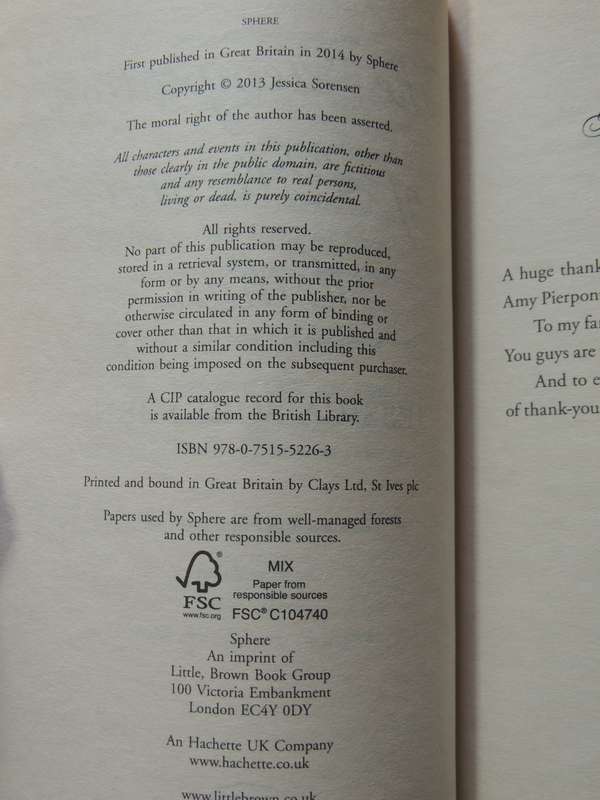 SPHERE
First published in Great Britain in 2014 by Sphere
Copyright © 2013 Jessica Sorensen
The moral right of the author has been asserted.
All characters and events in this publication, other than
those clearly in the public domain, are fictitious
and any resemblance to real persons,
living or dead, is purely coincidental.
All rights reserved.
No part of this publication may be reproduced,
stored in a retrieval system, or transmitted, in any
form or by any means, without the prior
permission in writing of the publisher, nor be
otherwise circulated in any form of binding or
cover other than that in which it is published and
without a similar condition including this
condition being imposed on the subsequent purchaser.
A CIP catalogue record for this book
is available from the British Library.
ISBN 978-0-7515-5226-3
Printed and bound in Great Britain by Clays Ltd, St Ives plc
Papers used by Sphere are from well-managed forests
and other responsible sources.
®
FSC
www.fsc.org
MIX
Paper from
responsible sources
FSC® C104740
Sphere
An imprint of
Little, Brown Book Group
100 Victoria Embankment
London EC4Y 0DY
An Hachette UK Company
www.hachette.co.uk
www.littlebrown.co.uk
A huge thank
Amy Pierpon
To my fa
You guys are
And to e
of thank-you